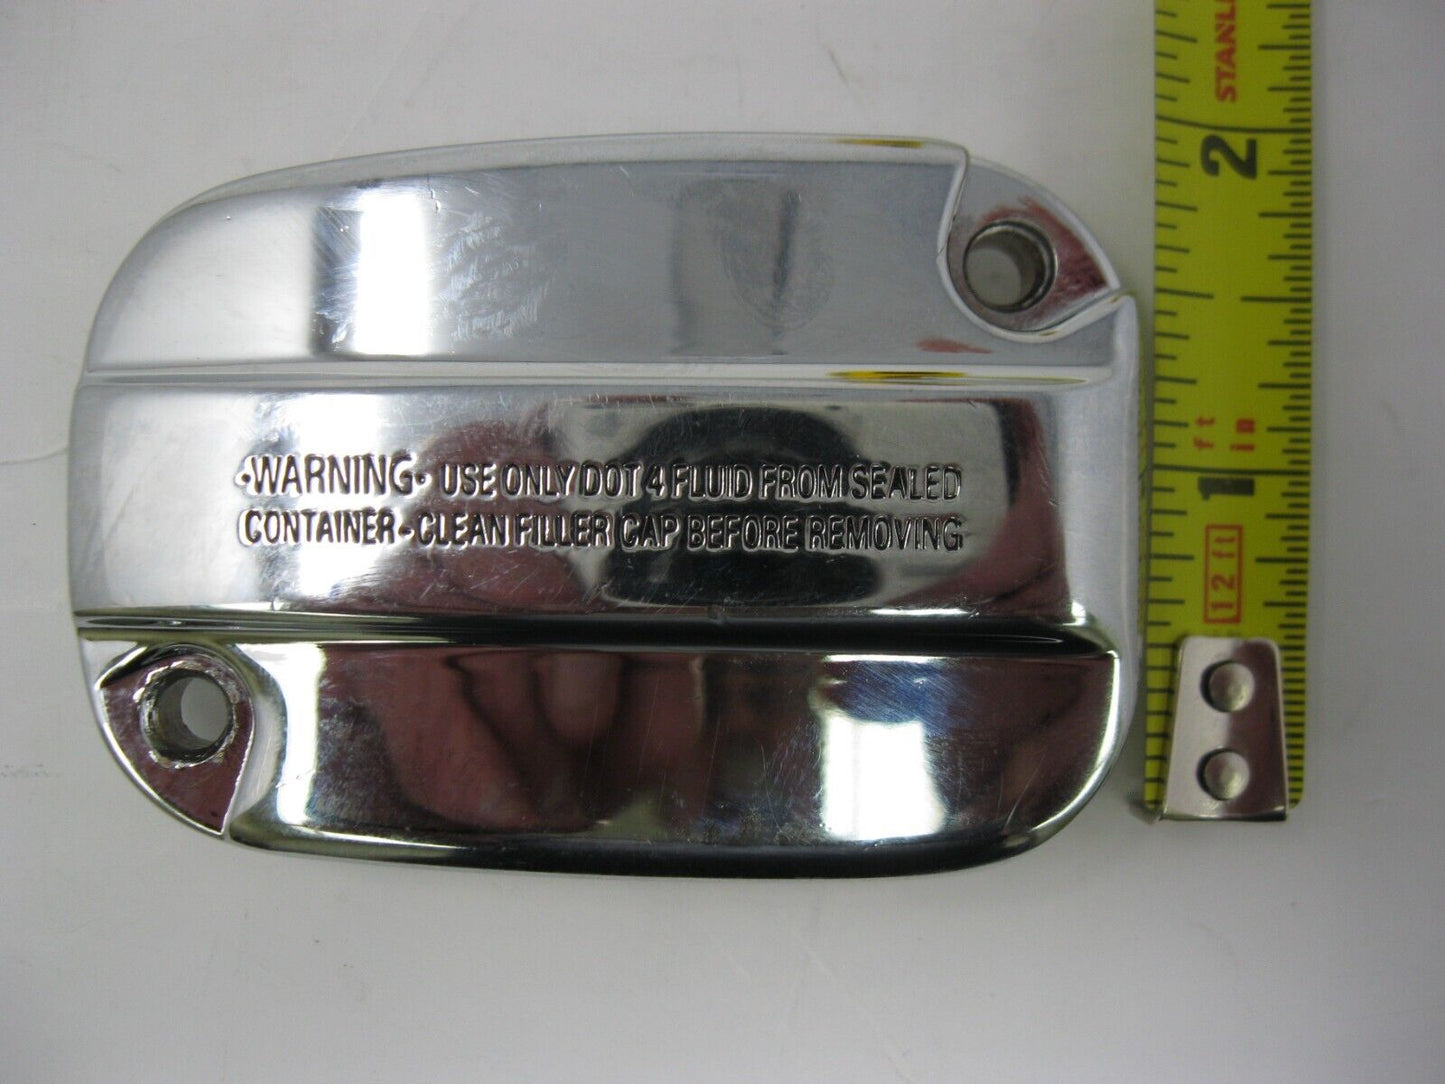 •WARNING• USE ONLY DOT 4 FLUID FROM SEALED
CONTAINER-CLEAN FILLER CAP BEFORE REMOVING
2
1
ft
in
12 ft